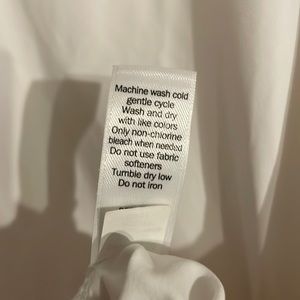 Machine wash cold
gentle cycle
Wash and dry
with like colors
Only non-chlorine
bleach when needed
Do not use fabric
softeners
Tumble dry low
Do not iron